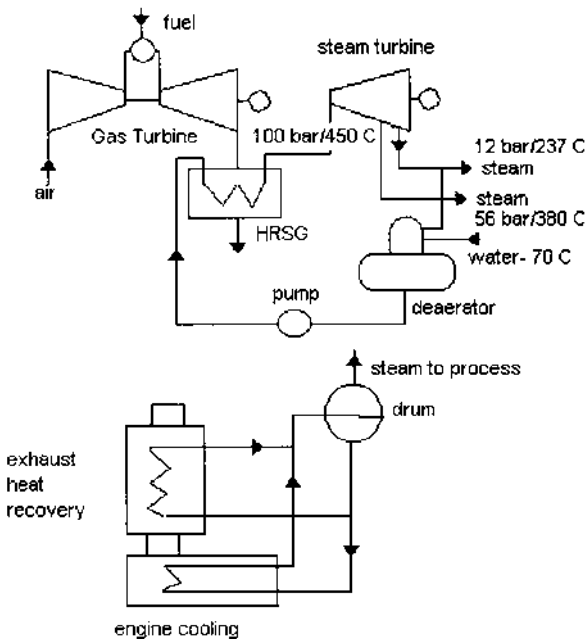 fuel
steam turbine
Gas Turbine
100 bar/450 C
12 bar/237 C
steam
air
steam
56 bar/380 C
HRSG
water- 70 C
pump
deaerator
steam to process
drum
exhaust
heat
recovery
engine cooling